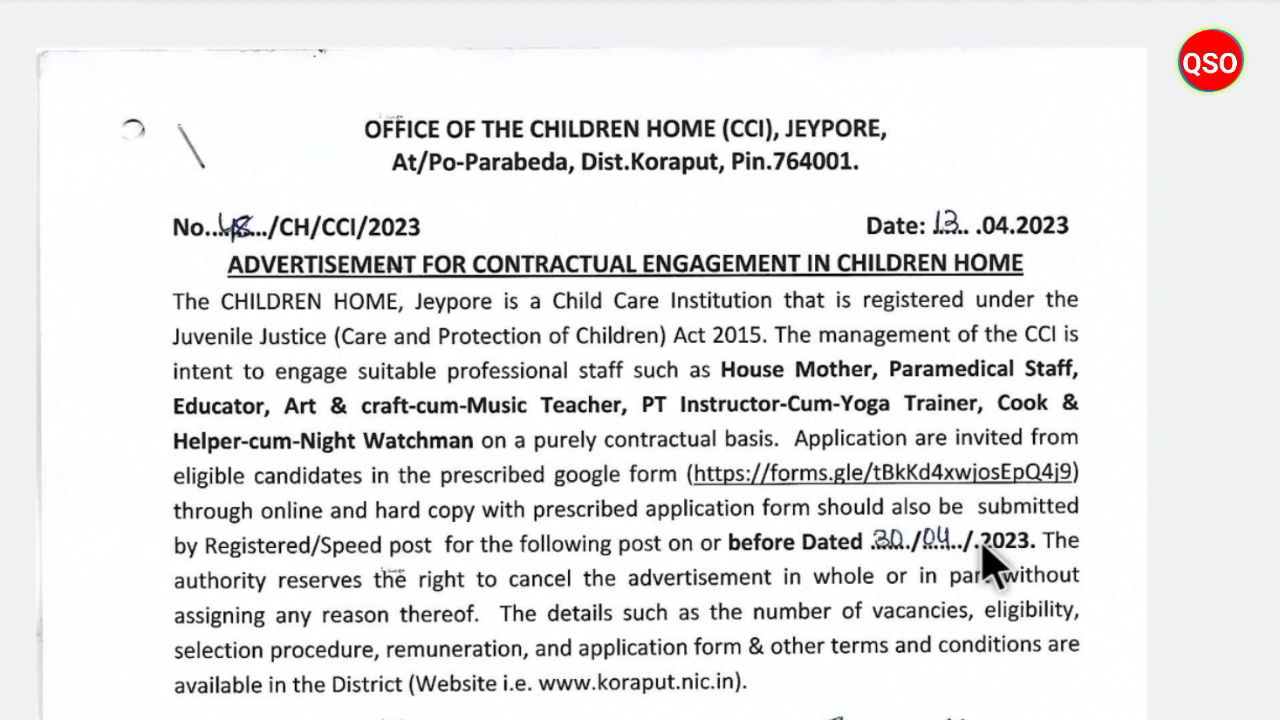 QSO
OFFICE OF THE CHILDREN HOME (CCI), JEYPORE,
At/Po-Parabeda, Dist.Koraput, Pin.764001.
No....48.../CH/CCI/2023 Date: 13.. .04.2023
ADVERTISEMENT FOR CONTRACTUAL ENGAGEMENT IN CHILDREN HOME
The CHILDREN HOME, Jeypore is a Child Care Institution that is registered under the
Juvenile Justice (Care and Protection of Children) Act 2015. The management of the CCI is
intent to engage suitable professional staff such as House Mother, Paramedical Staff,
Educator, Art & craft-cum-Music Teacher, PT Instructor-Cum-Yoga Trainer, Cook &
Helper-cum-Night Watchman on a purely contractual basis. Application are invited from
eligible candidates in the prescribed google form (https://forms.gle/tBkKd4xwjosEpQ4j9)
through online and hard copy with prescribed application form should also be submitted
by Registered/Speed post for the following post on or before Dated 30/04/.2023. The
authority reserves the right to cancel the advertisement in whole or in part without
assigning any reason thereof. The details such as the number of vacancies, eligibility,
selection procedure, remuneration, and application form & other terms and conditions are
available in the District (Website i.e. www.koraput.nic.in).